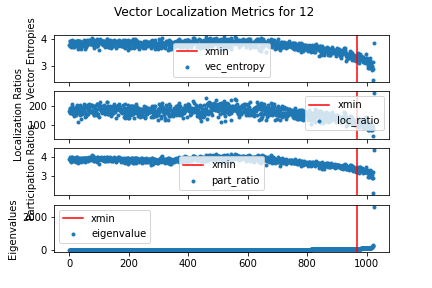 Vector Localization Metrics for 12
Vector Entropies
4
3
xmin
vec_entropy
Localization Ratios
200
100
xmin
loc_ratio
Participation Ratios
4
3
xmin
part_ratio
Eigenvalues
0
xmin
eigenvalue
0 200 400 600 800 1000